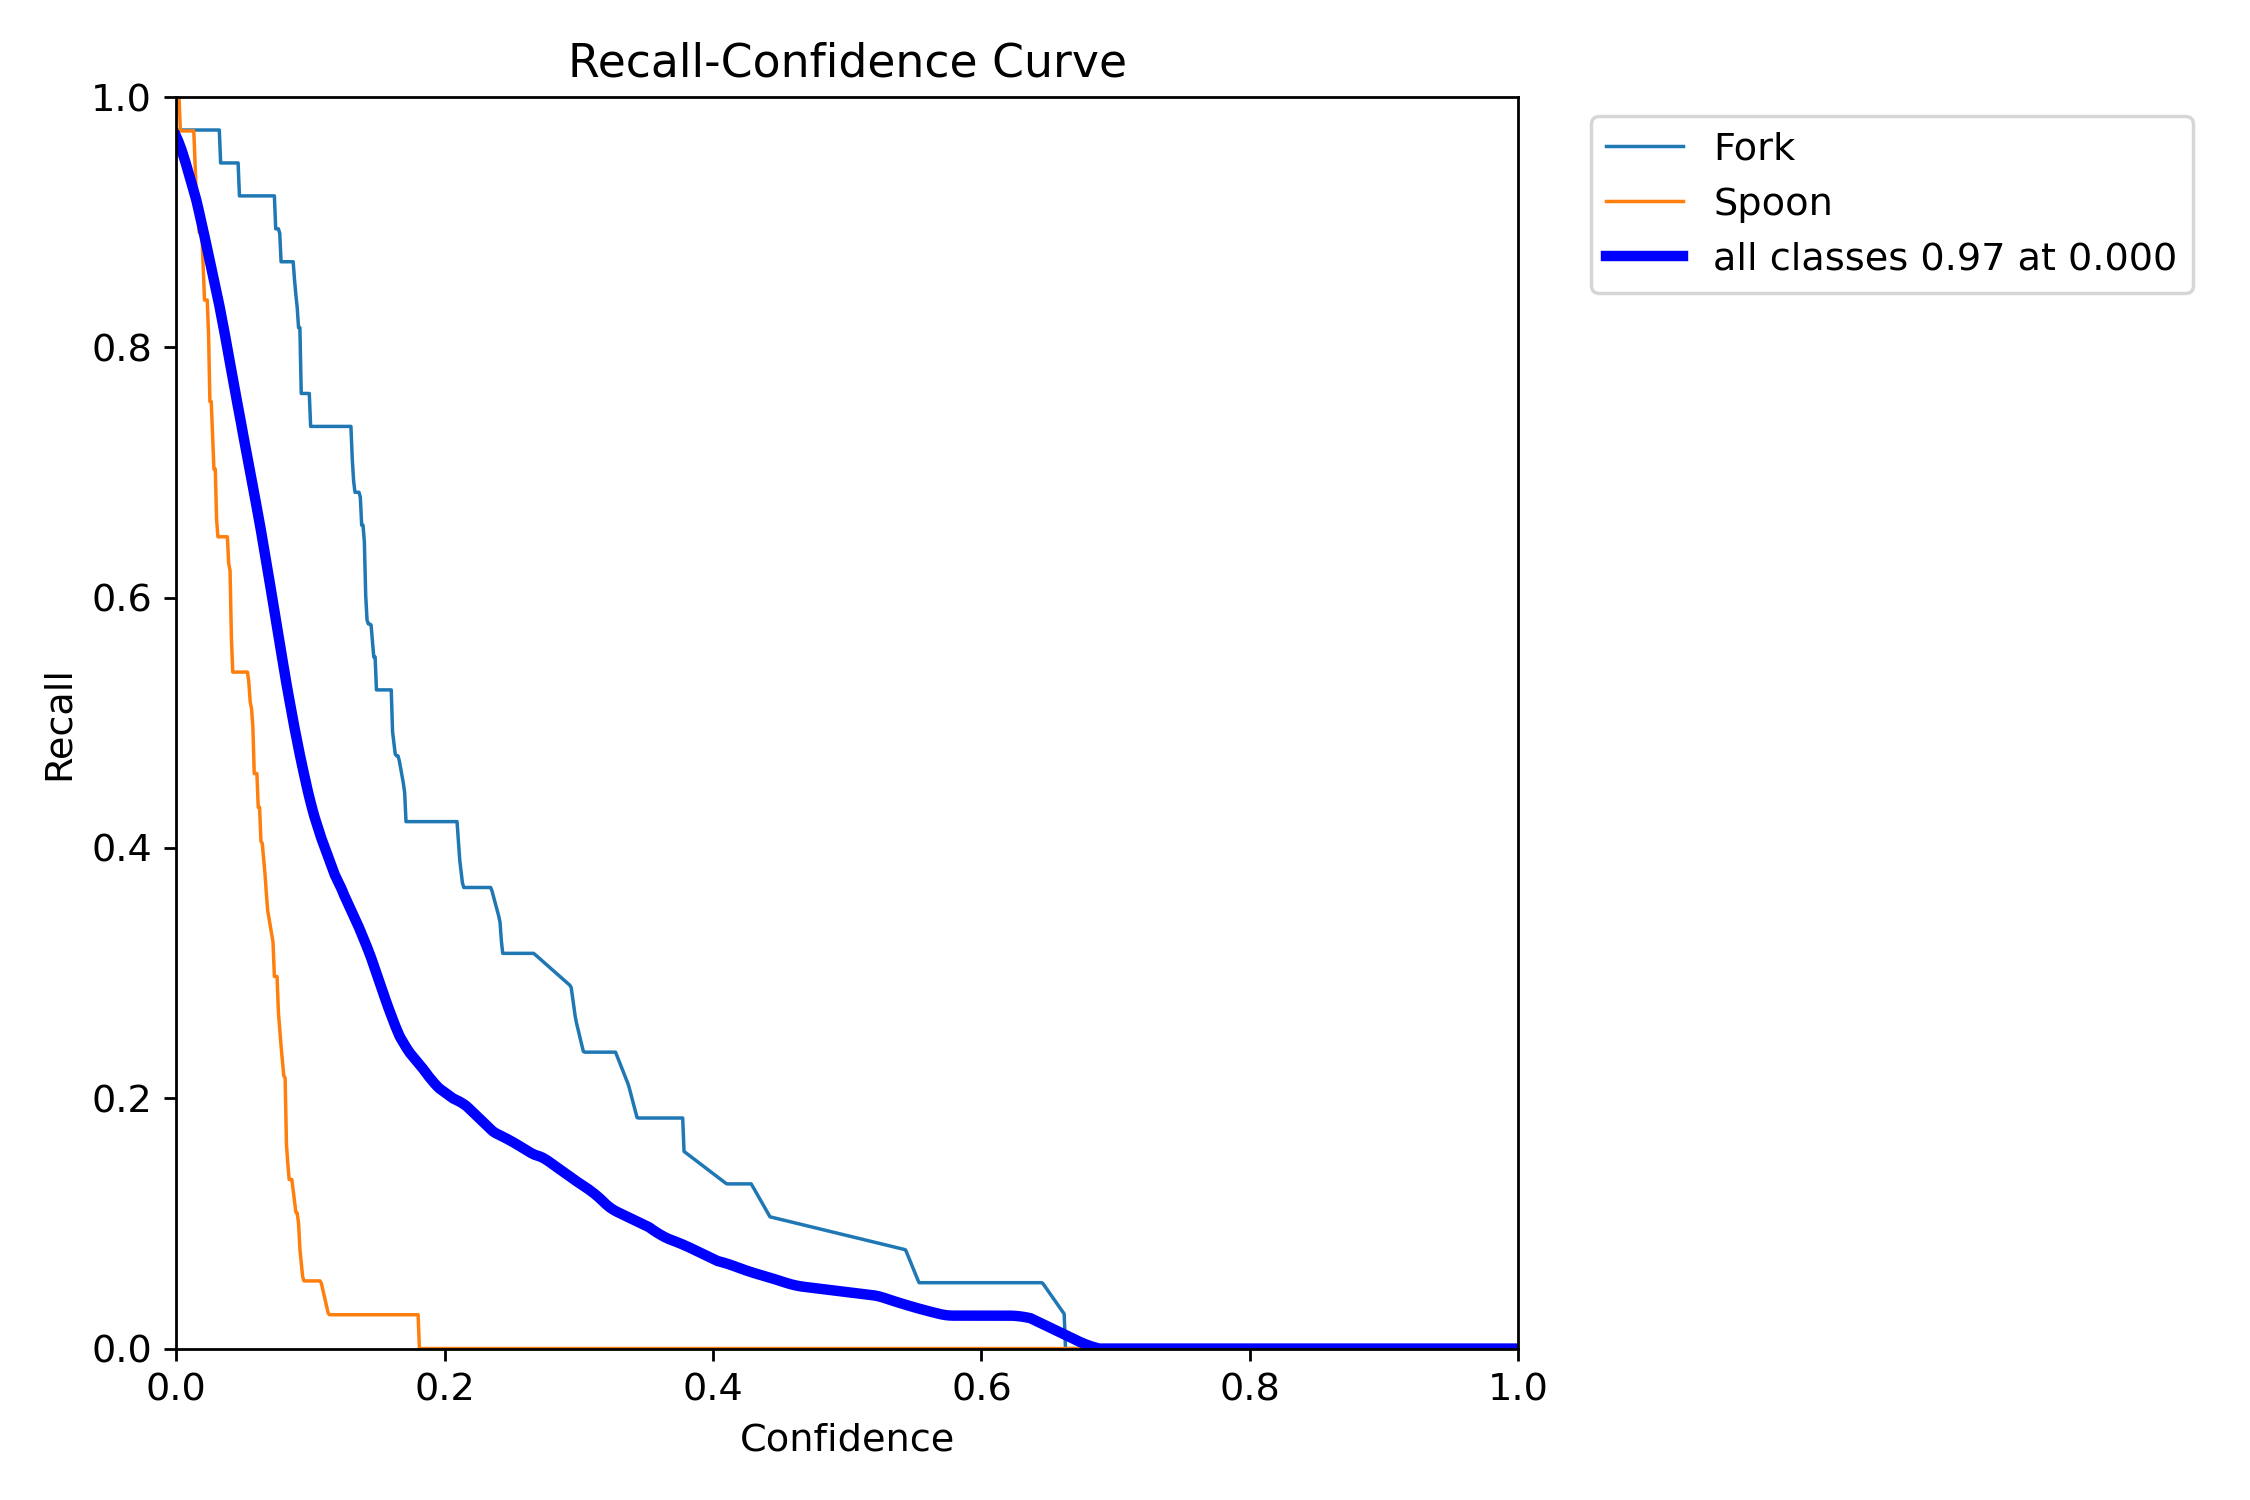 Recall-Confidence Curve
1.0
0.8
0.6
0.4
0.2
0.0
Recall
0.0 0.2 0.4 0.6 0.8 1.0
Confidence
Fork
Spoon
all classes 0.97 at 0.000